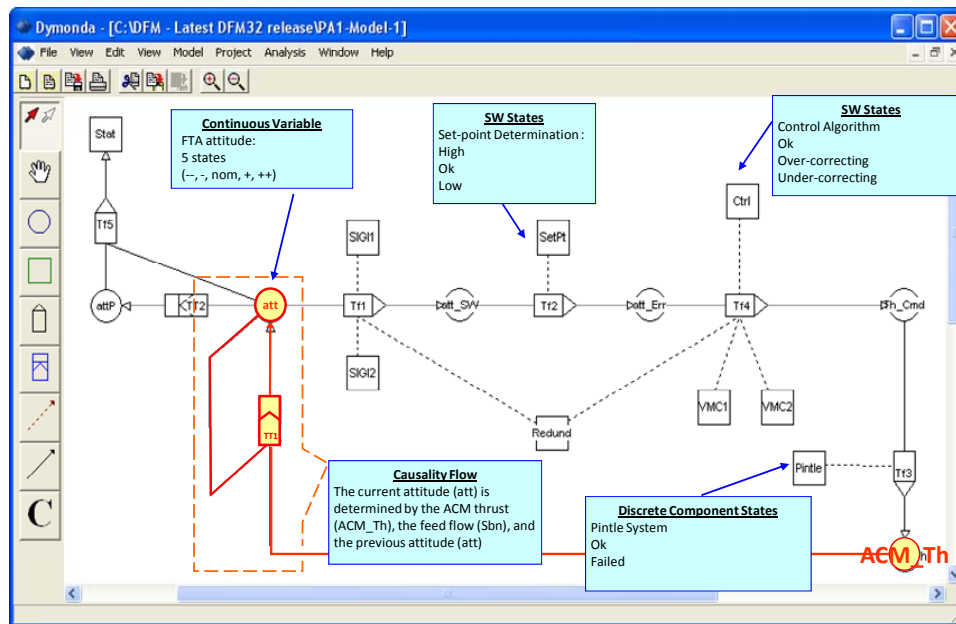 Dymonda - [C:\DFM - Latest DFM32 release\PA1-Model-1]
File View Edit View Model Project Analysis Window Help
Continuous Variable
FTA attitude:
5 states
(--, -, nom, +, ++)
SW States
Set-point Determination :
High
Ok
Low
SW States
Control Algorithm
Ok
Over-correcting
Under-correcting
Stat
Tf5
SIGI1
SetPt
Ctrl
attP
TT2
att
Tf1
att_SW
Tf2
att_Err
Tf4
Th_Cmd
SIGI2
VMC1
VMC2
TT1
Redund
Causality Flow
The current attitude (att) is
determined by the ACM thrust
(ACM_Th), the feed flow (Sbn), and
the previous attitude (att)
Pintle
Tf3
Discrete Component States
Pintle System
Ok
Failed
ACM_Th
C